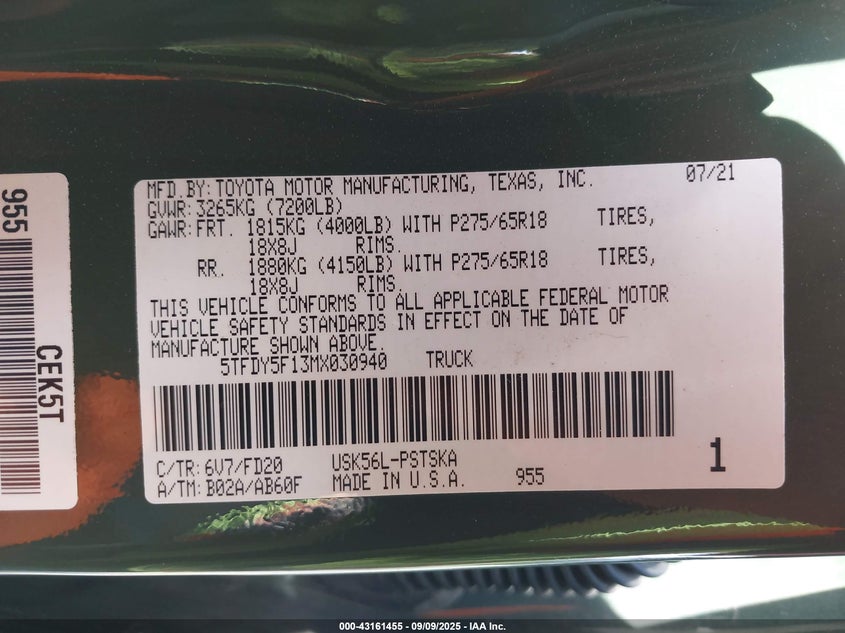 955
CEK5T
MFD.BY:TOYOTA MOTOR MANUFACTURING, TEXAS, INC. 07/21
GVWR:3265KG (7200LB)
GAWR:FRT. 1815KG (4000LB) WITH P275/65R18 TIRES,
18X8J RIMS.
RR. 1880KG (4150LB) WITH P275/65R18 TIRES,
18X8J RIMS.
THIS VEHICLE CONFORMS TO ALL APPLICABLE FEDERAL MOTOR
VEHICLE SAFETY STANDARDS IN EFFECT ON THE DATE OF
MANUFACTURE SHOWN ABOVE.
5TFDY5F13MX030940 TRUCK
C/TR:6V7/FD20 USK56L-PSTSKA 1
A/TM:B02A/AB60F MADE IN U.S.A. 955
000-43161455 - 09/09/2025 - IAA Inc.